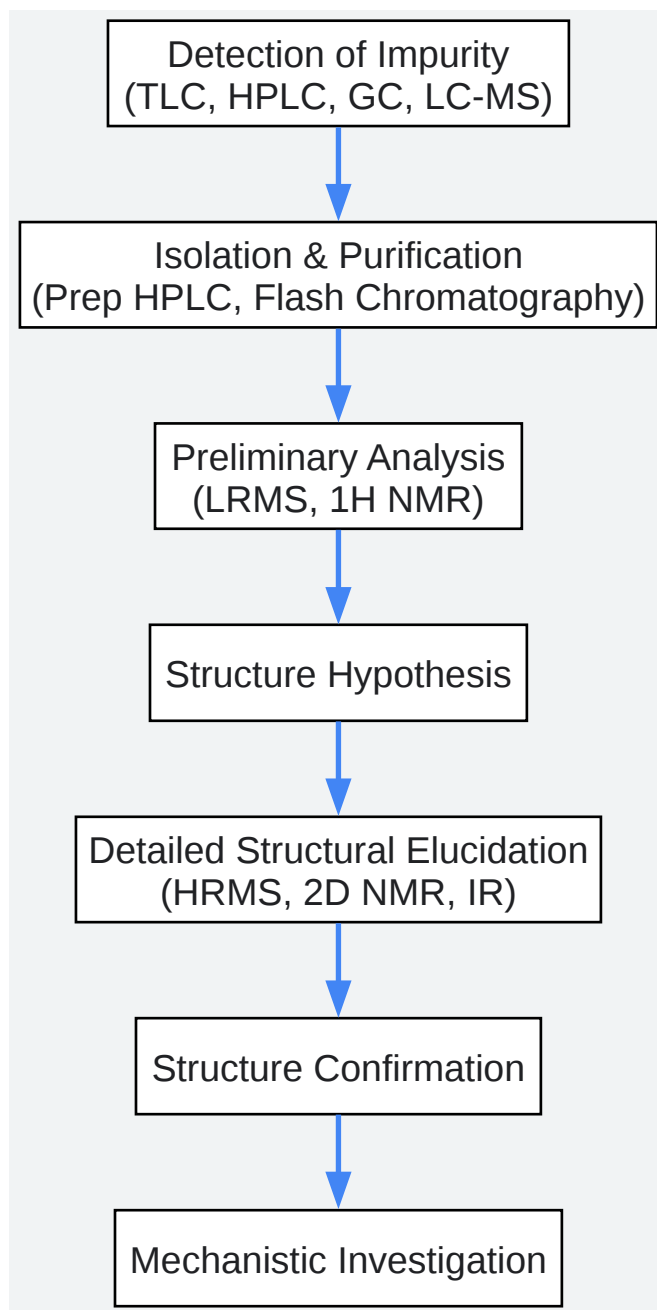 Detection of Impurity
(TLC, HPLC, GC, LC-MS)
Isolation & Purification
(Prep HPLC, Flash Chromatography)
Preliminary Analysis
(LRMS, 1H NMR)
Structure Hypothesis
Detailed Structural Elucidation
(HRMS, 2D NMR, IR)
Structure Confirmation
Mechanistic Investigation